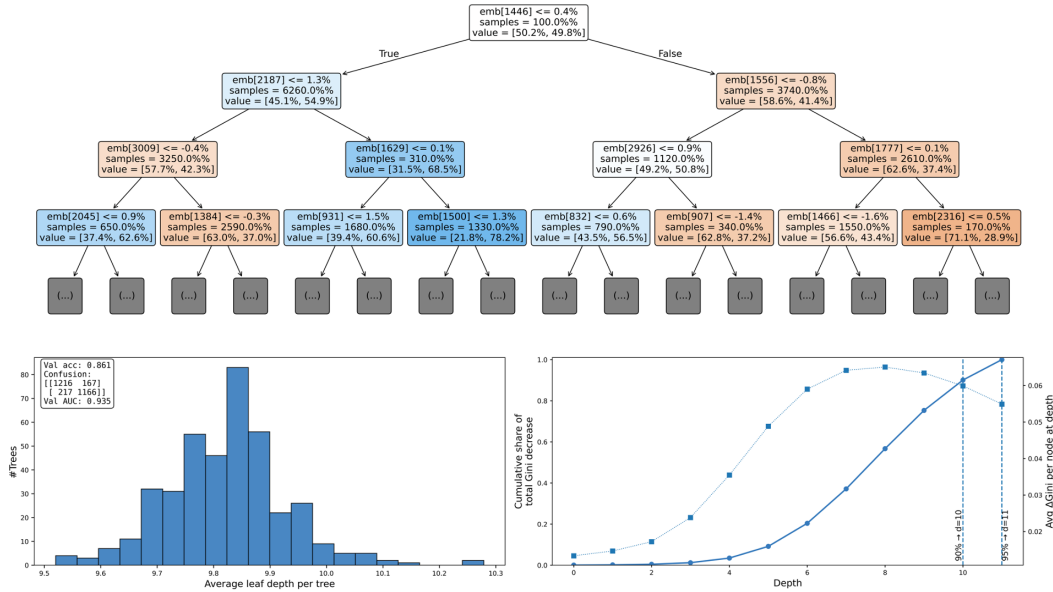 emb[1446] <= 0.4%
samples = 100.0%%
value = [50.2%, 49.8%]
True
False
emb[2187] <= 1.3%
samples = 6260.0%%
value = [45.1%, 54.9%]
emb[1556] <= -0.8%
samples = 3740.0%%
value = [58.6%, 41.4%]
emb[3009] <= -0.4%
samples = 3250.0%%
value = [57.7%, 42.3%]
emb[1629] <= 0.1%
samples = 310.0%%
value = [31.5%, 68.5%]
emb[2926] <= 0.9%
samples = 1120.0%%
value = [49.2%, 50.8%]
emb[1777] <= 0.1%
samples = 2610.0%%
value = [62.6%, 37.4%]
emb[2045] <= 0.9%
samples = 650.0%%
value = [37.4%, 62.6%]
emb[1384] <= -0.3%
samples = 2590.0%%
value = [63.0%, 37.0%]
emb[931] <= 1.5%
samples = 1680.0%%
value = [39.4%, 60.6%]
emb[1500] <= 1.3%
samples = 1330.0%%
value = [21.8%, 78.2%]
emb[832] <= 0.6%
samples = 790.0%%
value = [43.5%, 56.5%]
emb[907] <= -1.4%
samples = 340.0%%
value = [62.8%, 37.2%]
emb[1466] <= -1.6%
samples = 1550.0%%
value = [56.6%, 43.4%]
emb[2316] <= 0.5%
samples = 170.0%%
value = [71.1%, 28.9%]
(...) (...) (...) (...) (...) (...) (...) (...) (...) (...) (...) (...) (...) (...) (...) (...)
Val acc: 0.861
Confusion:
[[1216 167]
[ 217 1166]]
Val AUC: 0.935
#Trees
80
70
60
50
40
30
20
10
0
9.5 9.6 9.7 9.8 9.9 10.0 10.1 10.2 10.3
Average leaf depth per tree
Cumulative share of
total Gini decrease
1.0
0.8
0.6
0.4
0.2
0.0
0 2 4 6 8 10
Depth
90% → d=10
95% → d=11
0.06
0.05
0.04
0.03
0.02
Avg ΔGini per node at depth